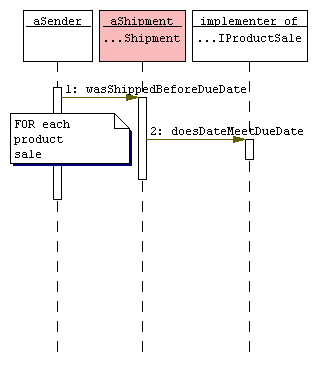 aSender
aShipment
...Shipment
implementer of
...IProductSale
1: wasShippedBeforeDueDate
FOR each
product
sale
2: doesDateMeetDueDate